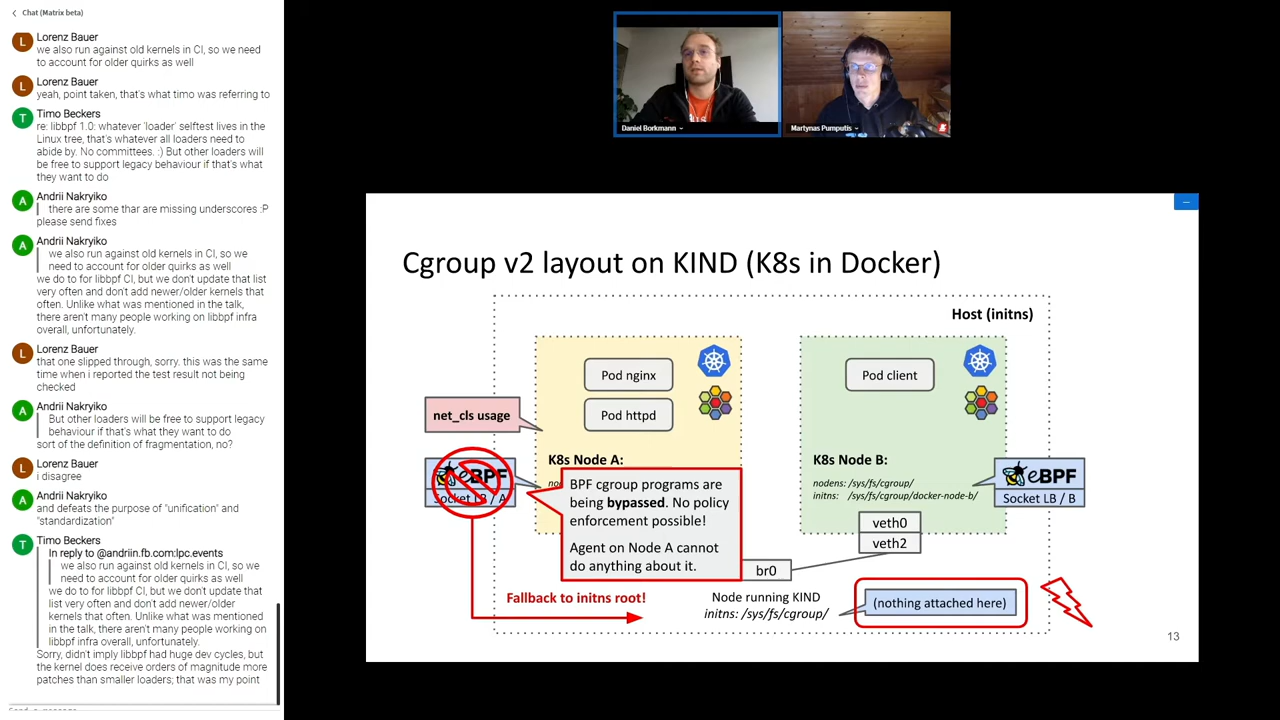 Chat (Matrix beta)
Lorenz Bauer
we also run against old kernels in CI, so we need
to account for older quirks as well
Lorenz Bauer
yeah, point taken, that's what timo was referring to
Timo Beckers
re: libbpf 1.0: whatever 'loader' selftest lives in the
Linux tree, that's whatever all loaders need to
abide by. No committees. :) But other loaders will
be free to support legacy behaviour if that's what
they want to do
Andrii Nakryiko
there are some thar are missing underscores :P
please send fixes
Andrii Nakryiko
we also run against old kernels in CI, so we
need to account for older quirks as well
we do to for libbpf CI, but we don't update that list
very often and don't add newer/older kernels that
often. Unlike what was mentioned in the talk,
there aren't many people working on libbpf infra
overall, unfortunately.
Lorenz Bauer
that one slipped through, sorry. this was the same
time when i reported the test result not being
checked
Andrii Nakryiko
But other loaders will be free to support legacy
behaviour if that's what they want to do
sort of the definition of fragmentation, no?
Lorenz Bauer
i disagree
Andrii Nakryiko
and defeats the purpose of "unification" and
"standardization"
Timo Beckers
In reply to @andriin.fb.com:lpc.events
we also run against old kernels in CI, so we
need to account for older quirks as well
we do to for libbpf CI, but we don't update that
list very often and don't add newer/older
kernels that often. Unlike what was mentioned
in the talk, there aren't many people working on
libbpf infra overall, unfortunately.
Sorry, didn't imply libbpf had huge dev cycles, but
the kernel does receive orders of magnitude more
patches than smaller loaders; that was my point
Daniel Borkmann
Martynas Pumputis
Cgroup v2 layout on KIND (K8s in Docker)
Host (initns)
Pod nginx
Pod httpd
net_cls usage
K8s Node A:
eBPF
Socket LB / A
BPF cgroup programs are
being bypassed. No policy
enforcement possible!
Agent on Node A cannot
do anything about it.
Pod client
K8s Node B:
nodens: /sys/fs/cgroup/
initns: /sys/fs/cgroup/docker-node-b/
eBPF
Socket LB / B
veth0
veth2
br0
Fallback to initns root!
Node running KIND
initns: /sys/fs/cgroup/
(nothing attached here)
13